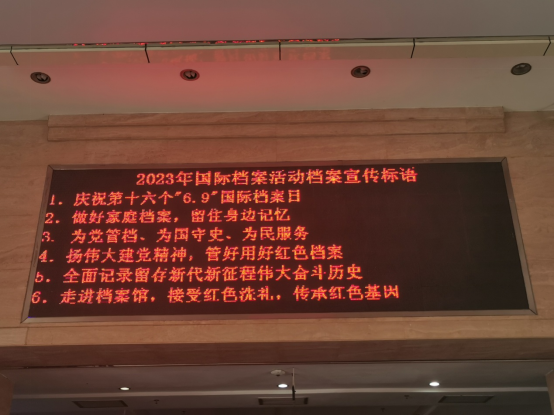 2023年国际档案活动档案宣传标语
1. 庆祝第十六个"6.9"国际档案日
2. 做好家庭档案，留住身边记忆
3. 为党管档、为国守史、为民服务
4. 扬伟大建党精神，管好用好红色档案
5. 全面记录留存新代新征程伟大奋斗历史
6. 走进档案馆，接受红色洗礼，传承红色基因